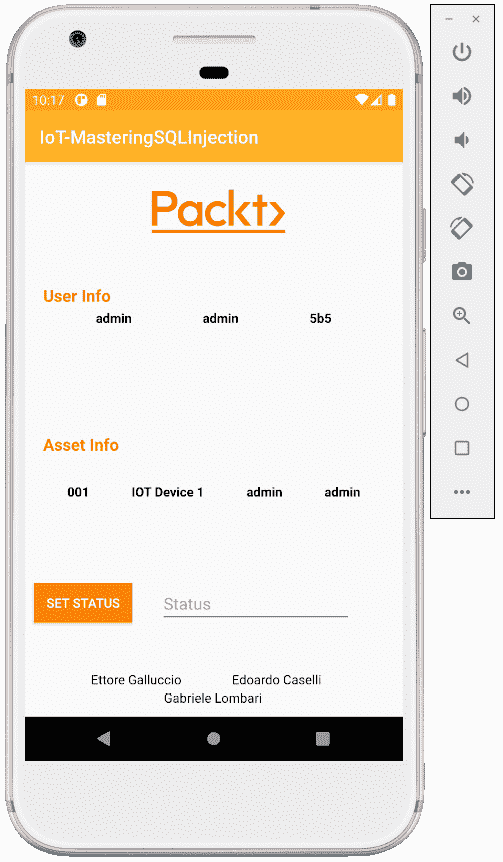 10:17
IoT-MasteringSQLInjection
Packt>
User Info
admin admin 5b5
Asset Info
001 IOT Device 1 admin admin
SET STATUS Status
Ettore Galluccio Edoardo Caselli
Gabriele Lombari